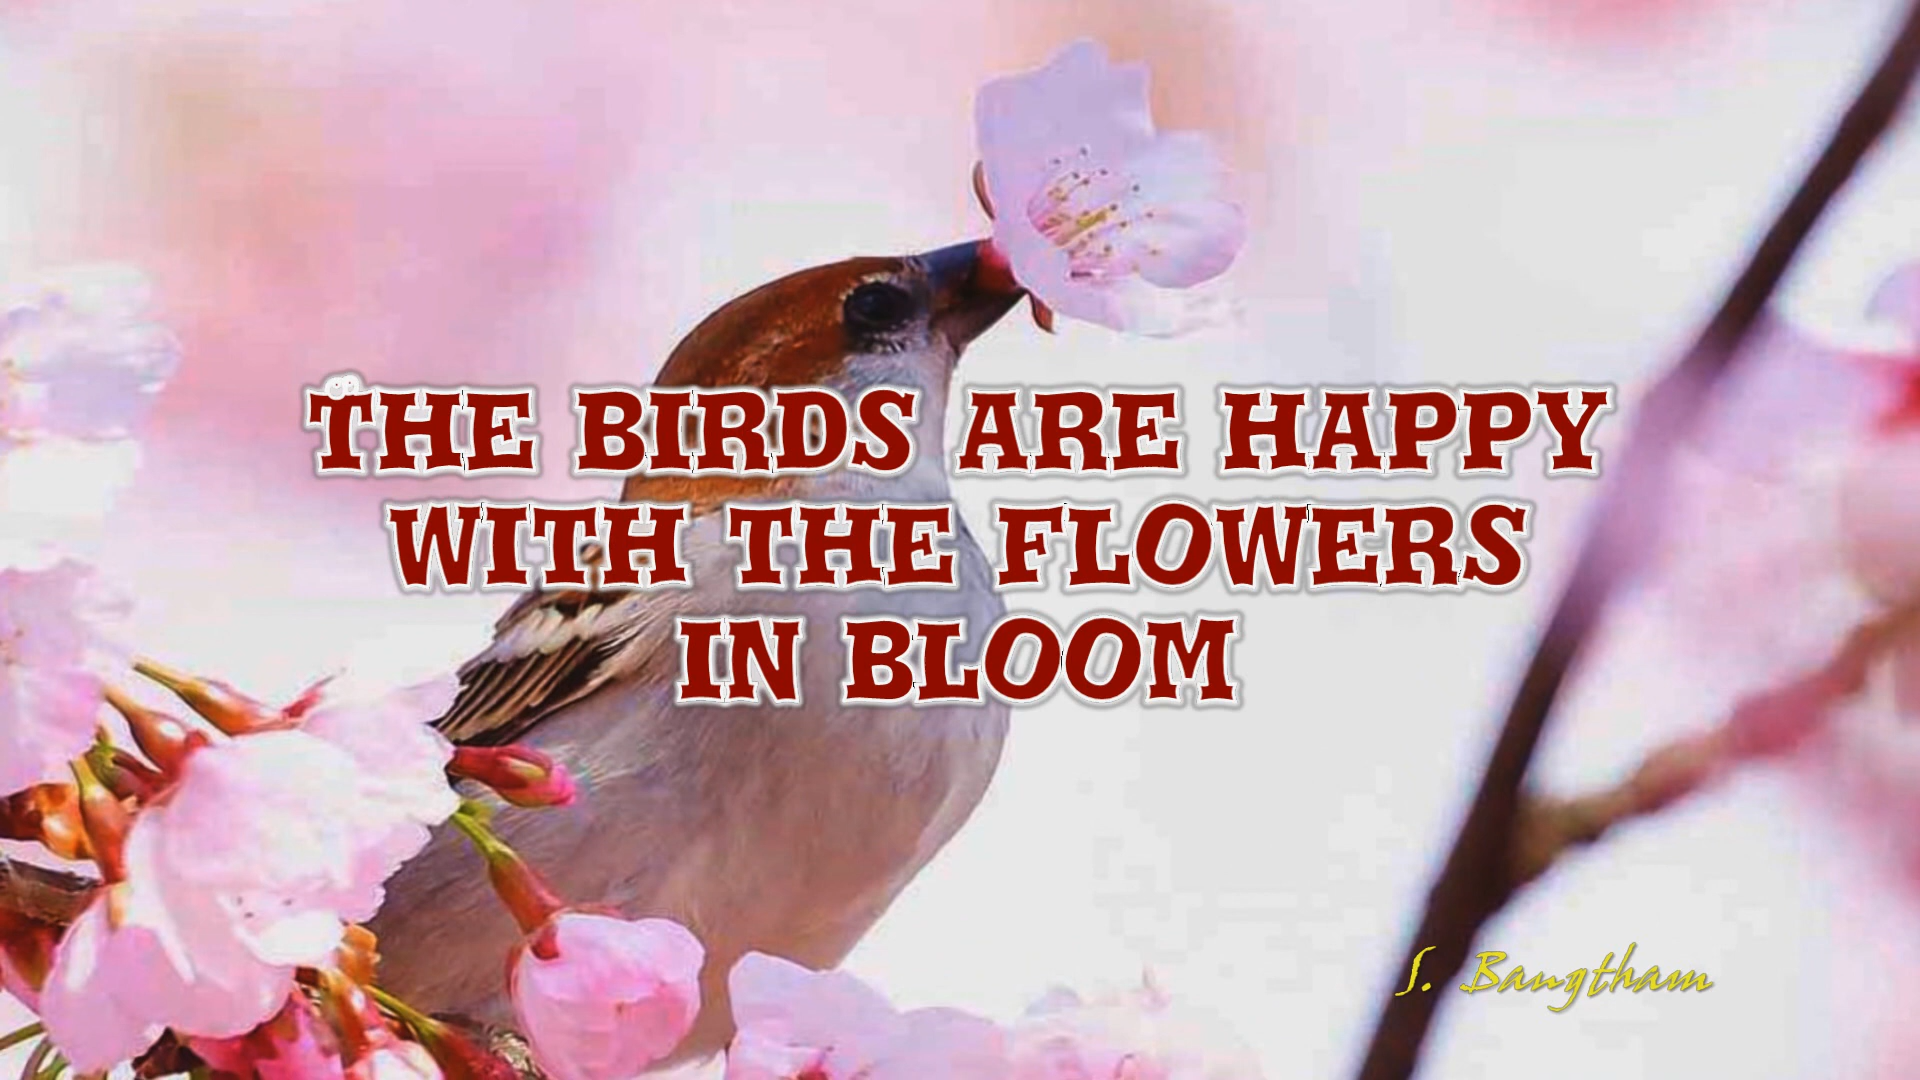 THE BIRDS ARE HAPPY
WITH THE FLOWERS
IN BLOOM
S. Bangtham